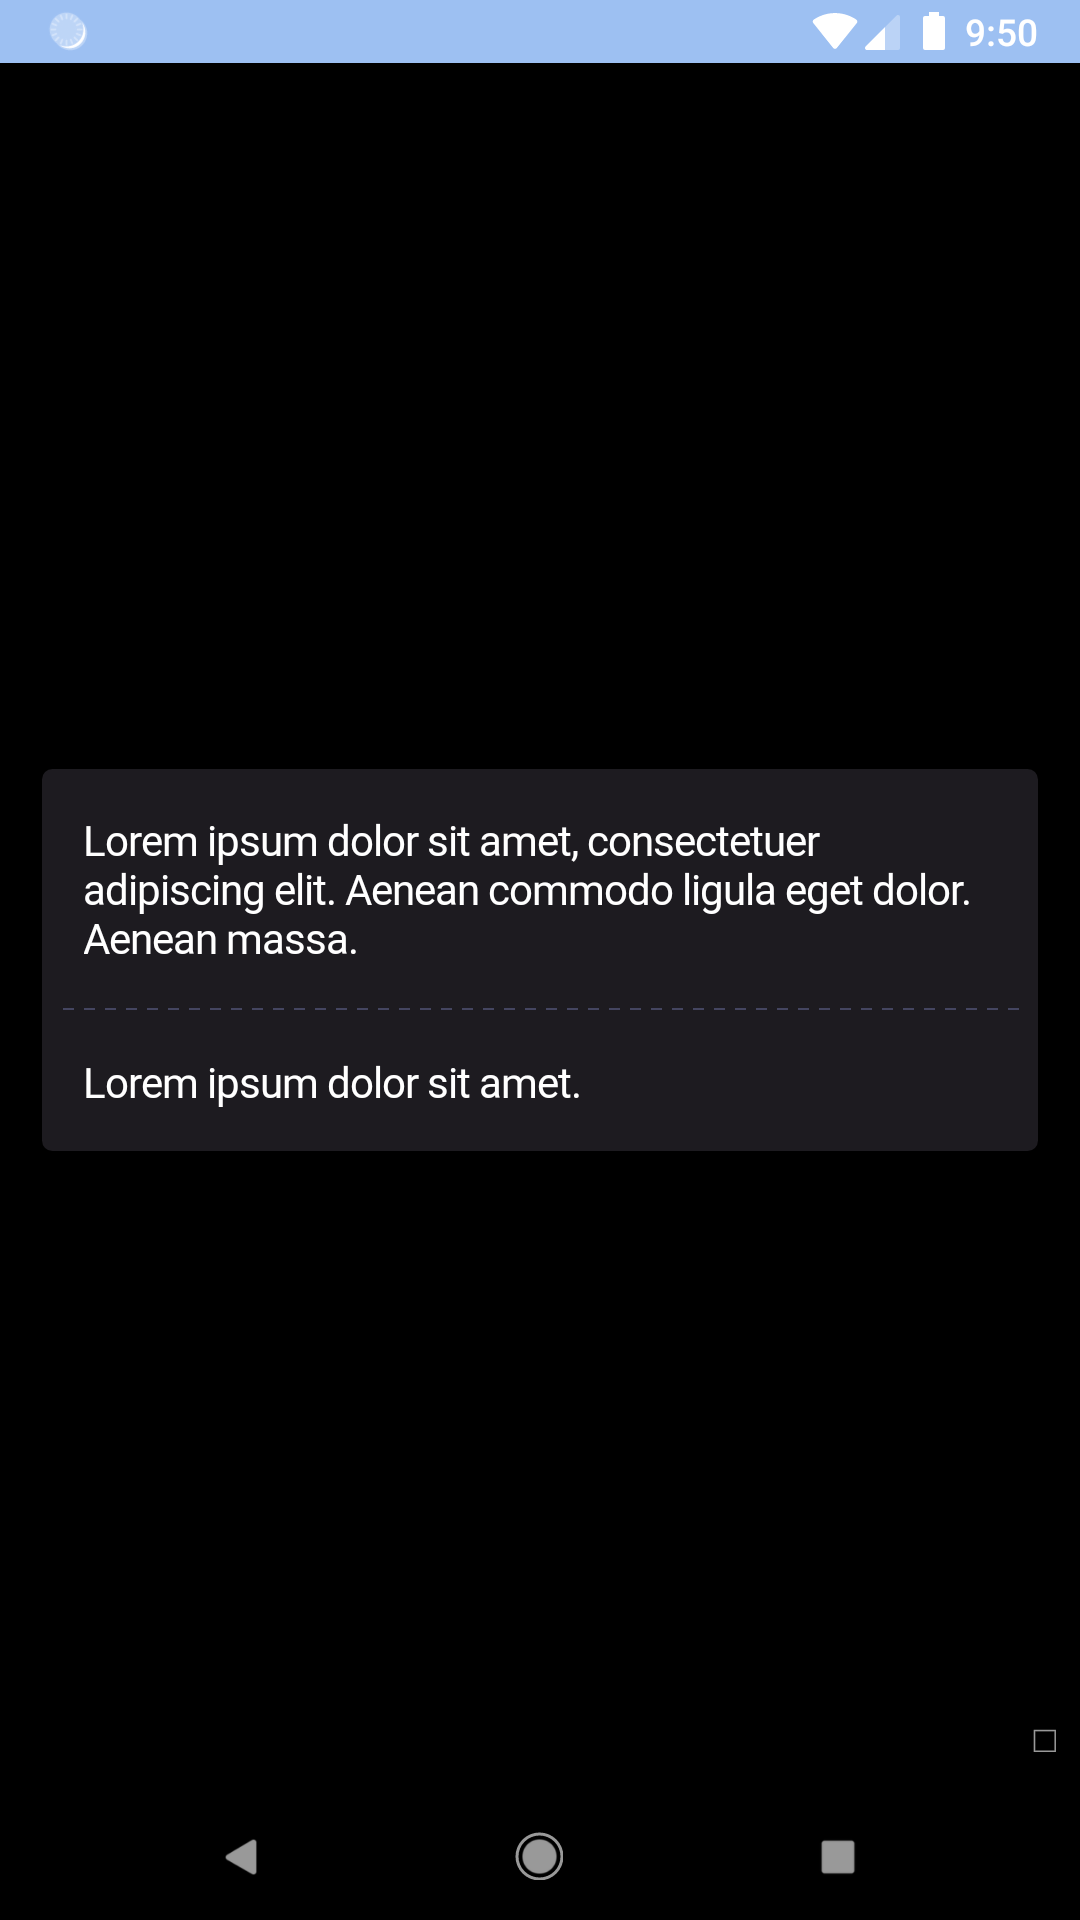 9:50
Lorem ipsum dolor sit amet, consectetuer
adipiscing elit. Aenean commodo ligula eget dolor.
Aenean massa.
Lorem ipsum dolor sit amet.